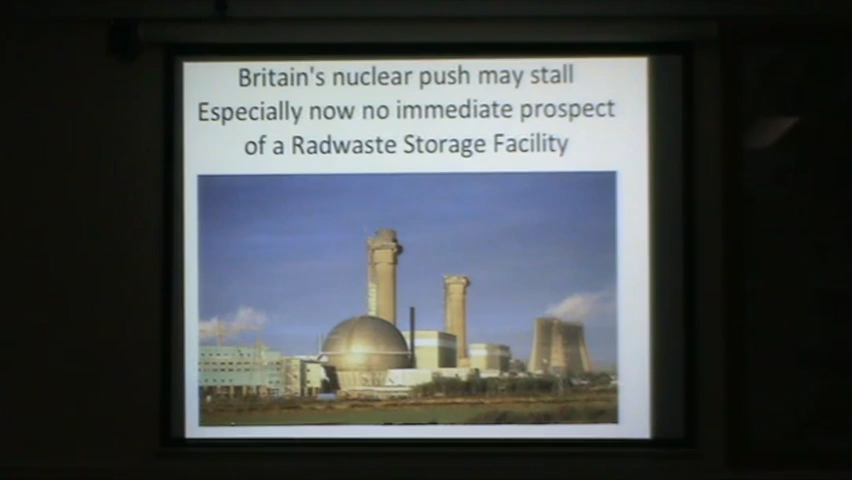 Britain's nuclear push may stall
Especially now no immediate prospect
of a Radwaste Storage Facility